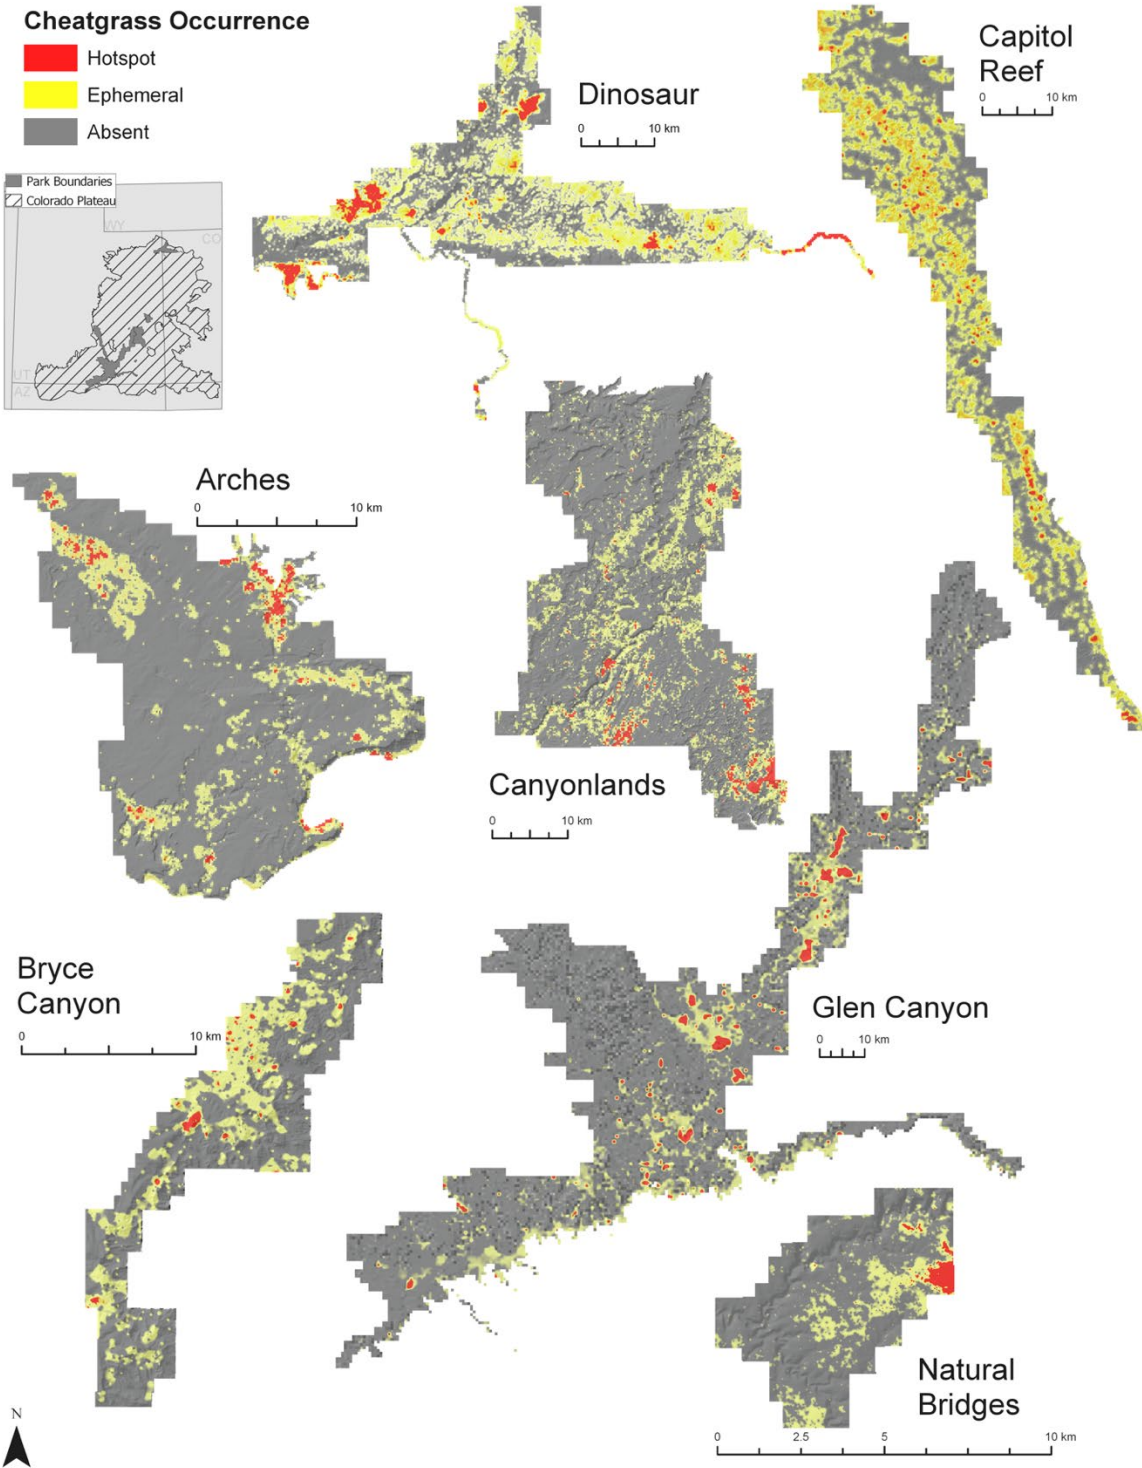 Cheatgrass Occurrence
Hotspot
Ephemeral
Absent
Park Boundaries
Colorado Plateau
WY
CO
UT
AZ
Dinosaur
0 10 km
Capitol
Reef
0 10 km
Arches
0 10 km
Canyonlands
0 10 km
Bryce
Canyon
0 10 km
Glen Canyon
0 10 km
Natural
Bridges
0 2.5 5 10 km
N